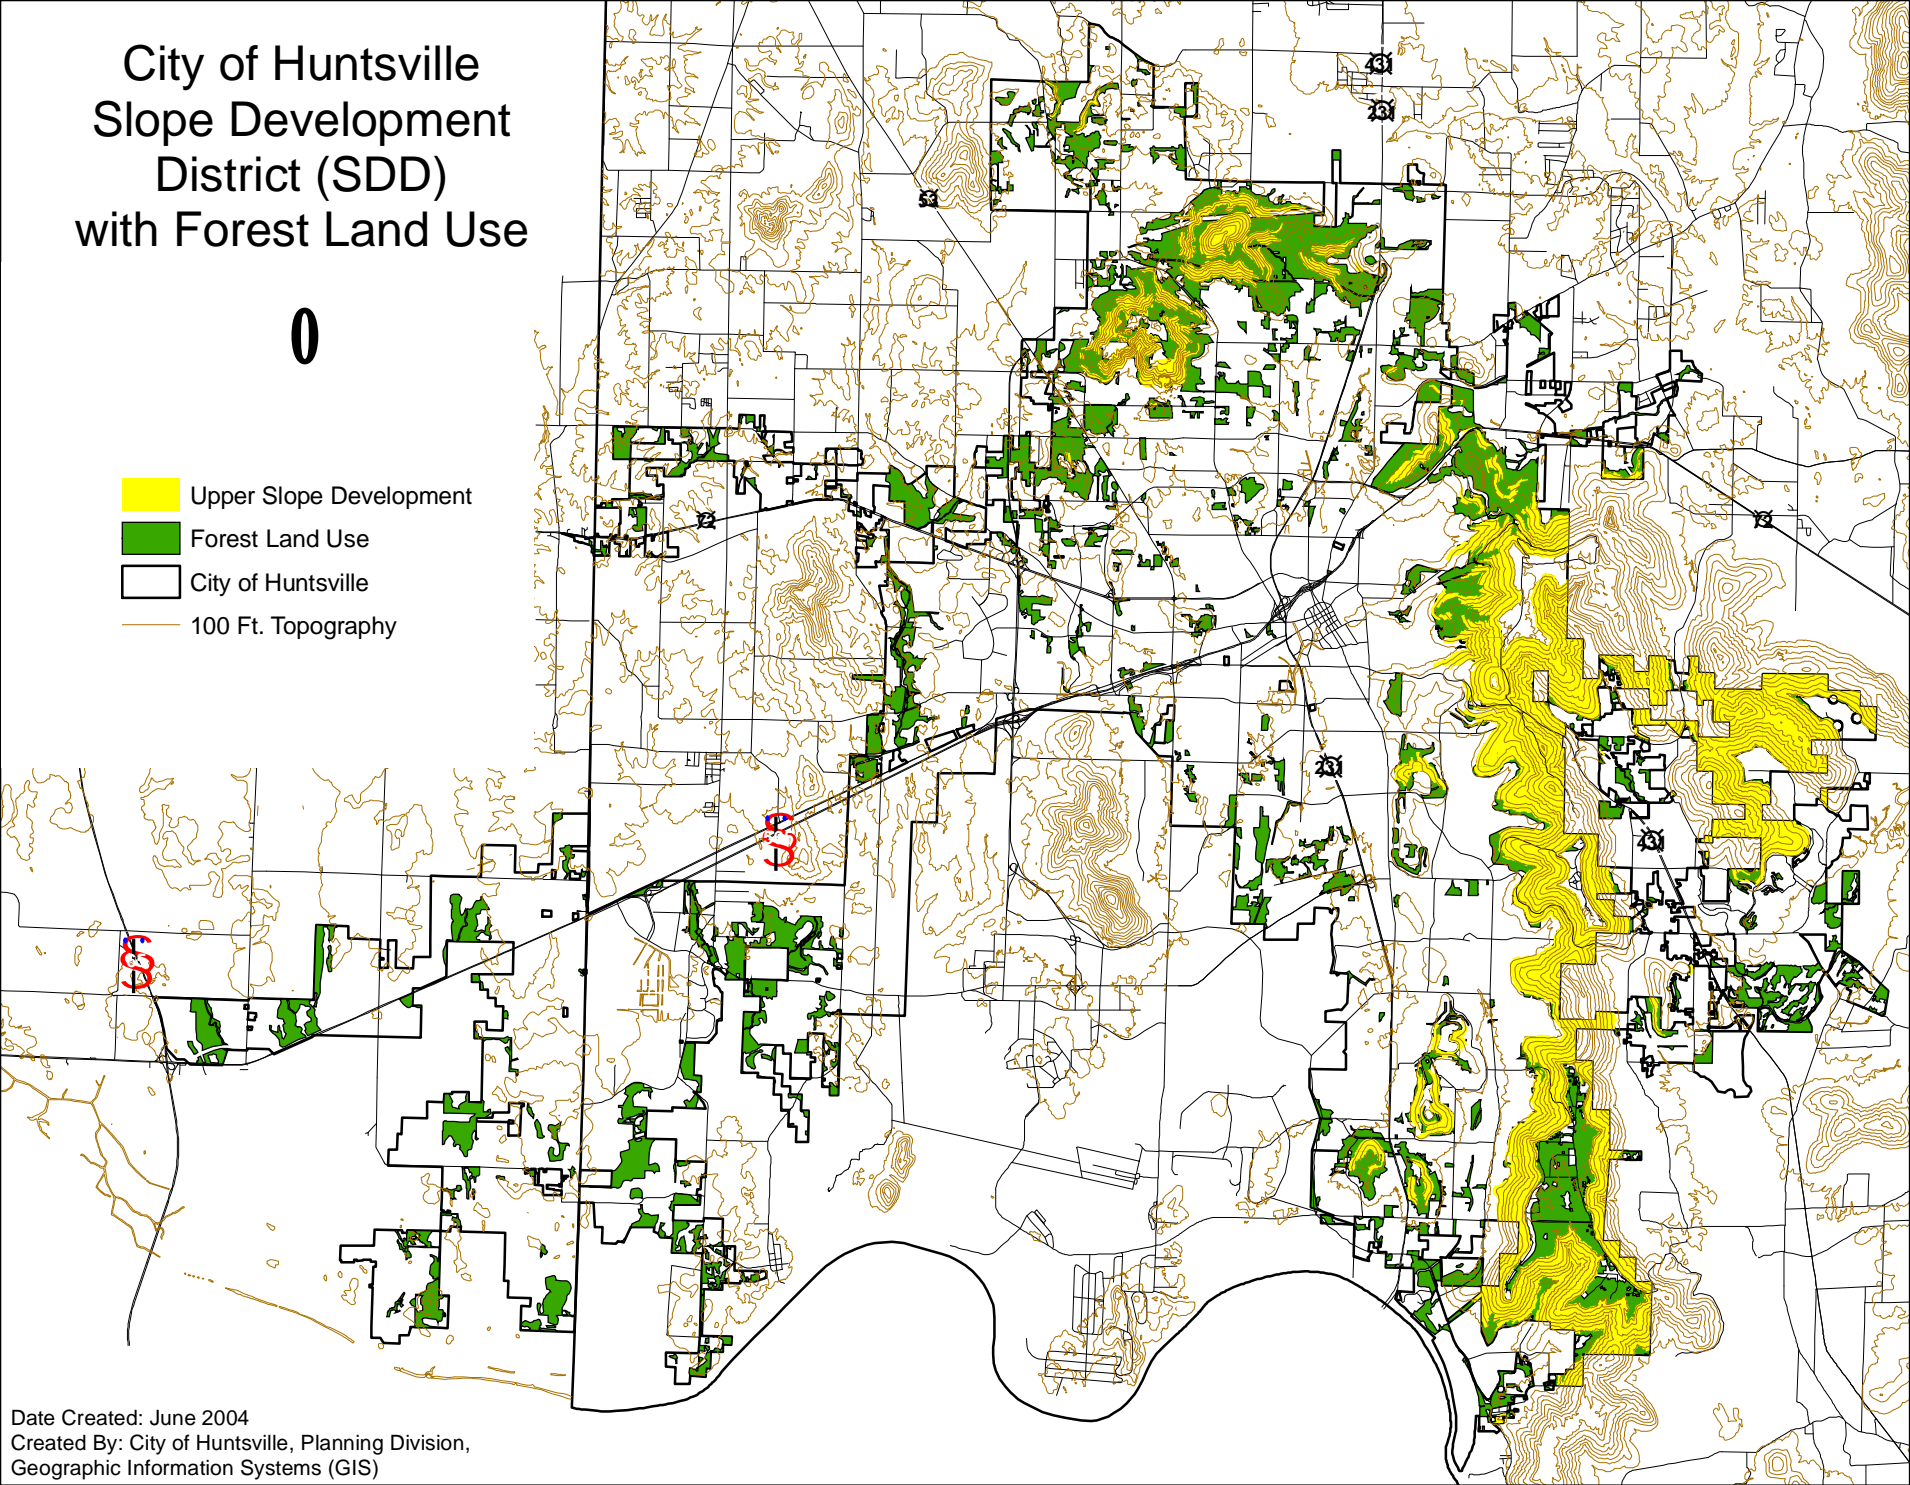 City of Huntsville
Slope Development
District (SDD)
with Forest Land Use
0
Upper Slope Development
Forest Land Use
City of Huntsville
100 Ft. Topography
431
231
53
72
72
231
431
Date Created: June 2004
Created By: City of Huntsville, Planning Division,
Geographic Information Systems (GIS)